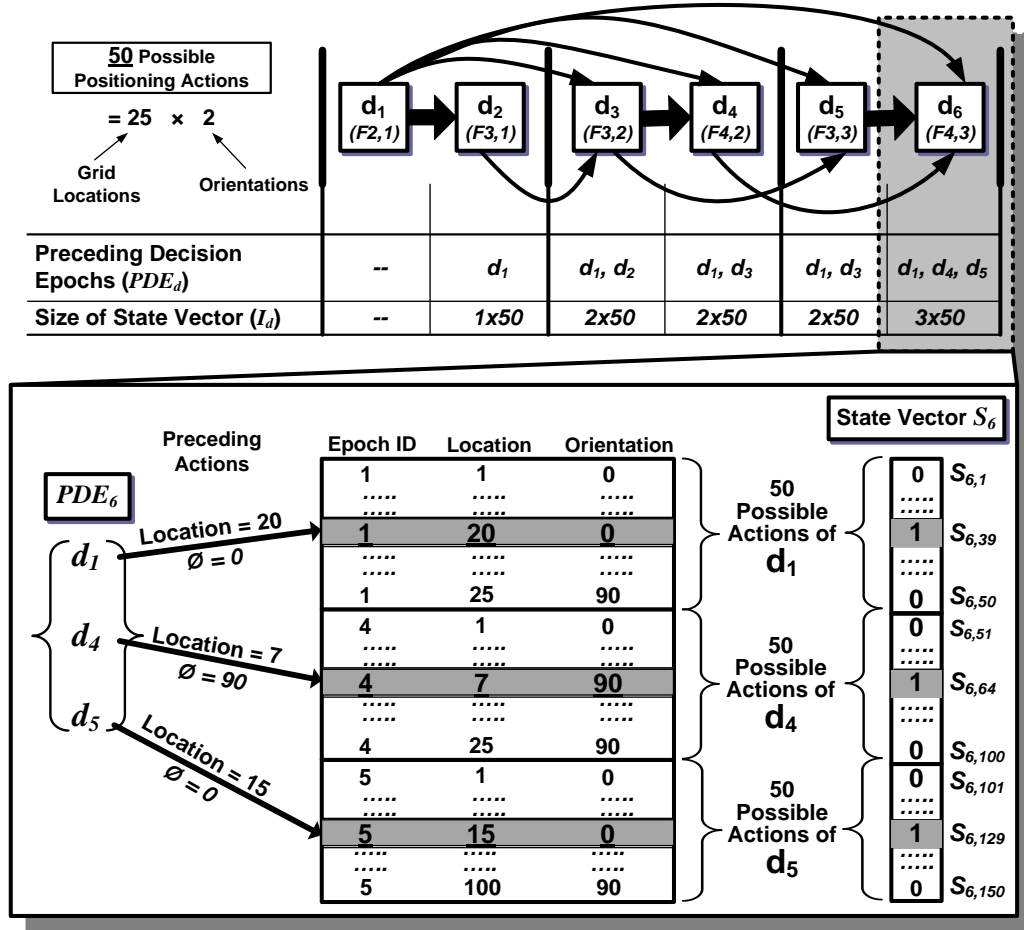 50 Possible
Positioning Actions
= 25 × 2
Grid
Locations
Orientations
d1
(F2,1)
d2
(F3,1)
d3
(F3,2)
d4
(F4,2)
d5
(F3,3)
d6
(F4,3)
Preceding Decision
Epochs (PDEd)
-- d1 d1, d2 d1, d3 d1, d3 d1, d4, d5
Size of State Vector (Id) -- 1x50 2x50 2x50 2x50 3x50
State Vector S6
Preceding
Actions
Epoch ID Location Orientation
PDE6
d1
Location = 20
Ø = 0
d4
Location = 7
Ø = 90
d5
Location = 15
Ø = 0
1 1 0
..... ..... .....
1 20 0
..... ..... .....
..... ..... .....
1 25 90
4 1 0
..... ..... .....
4 7 90
..... ..... .....
..... ..... .....
4 25 90
5 1 0
..... ..... .....
5 15 0
..... ..... .....
..... ..... .....
5 100 90
50
Possible
Actions of
d1
50
Possible
Actions of
d4
50
Possible
Actions of
d5
0 S6,1
.....
1 S6,39
.....
.....
0 S6,50
0 S6,51
.....
.....
1 S6,64
.....
.....
0 S6,100
0 S6,101
.....
.....
1 S6,129
.....
.....
0 S6,150